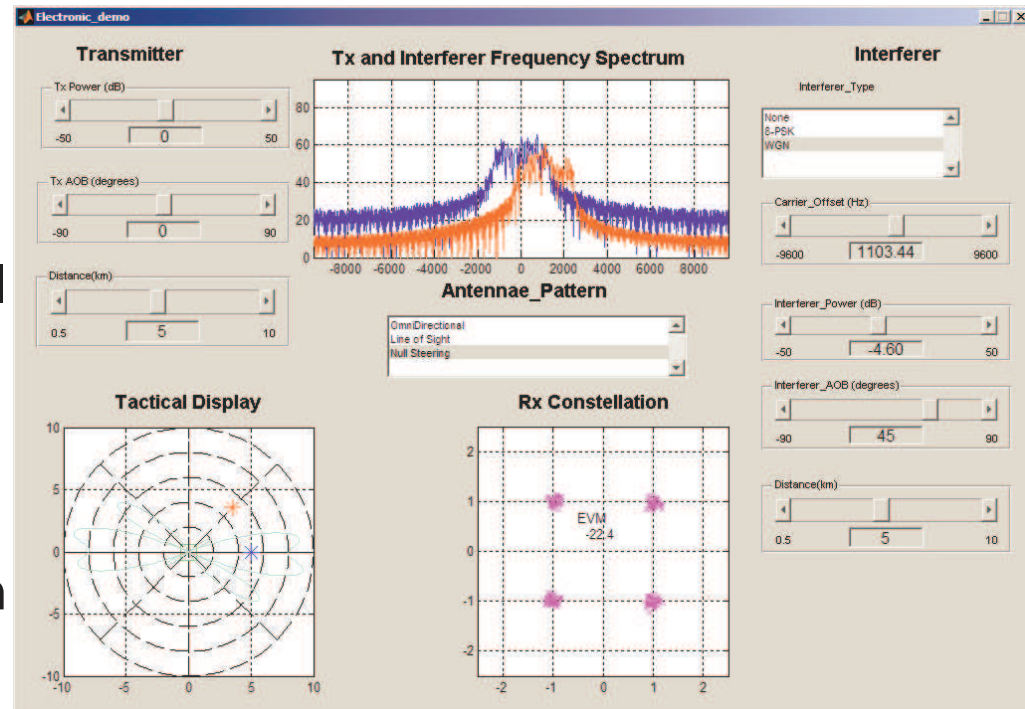 Electronic_demo
Transmitter
Tx Power (dB)
-50
0
50
Tx AOB (degrees)
-90
0
90
Distance(km)
0.5
5
10
Tx and Interferer Frequency Spectrum
80
60
40
20
0
-8000 -6000 -4000 -2000 0 2000 4000 6000 8000
Antennae_Pattern
OmniDirectional
Line of Sight
Null Steering
Interferer
Interferer_Type
None
8-PSK
WGN
Carrier_Offset (Hz)
-9600
1103.44
9600
Interferer_Power (dB)
-50
-4.60
50
Interferer_AOB (degrees)
-90
45
90
Distance(km)
0.5
5
10
Tactical Display
10
5
0
-5
-10
-10 -5 0 5 10
Rx Constellation
2
1
0
-1
-2
EVM
-22.4
-2 -1 0 1 2